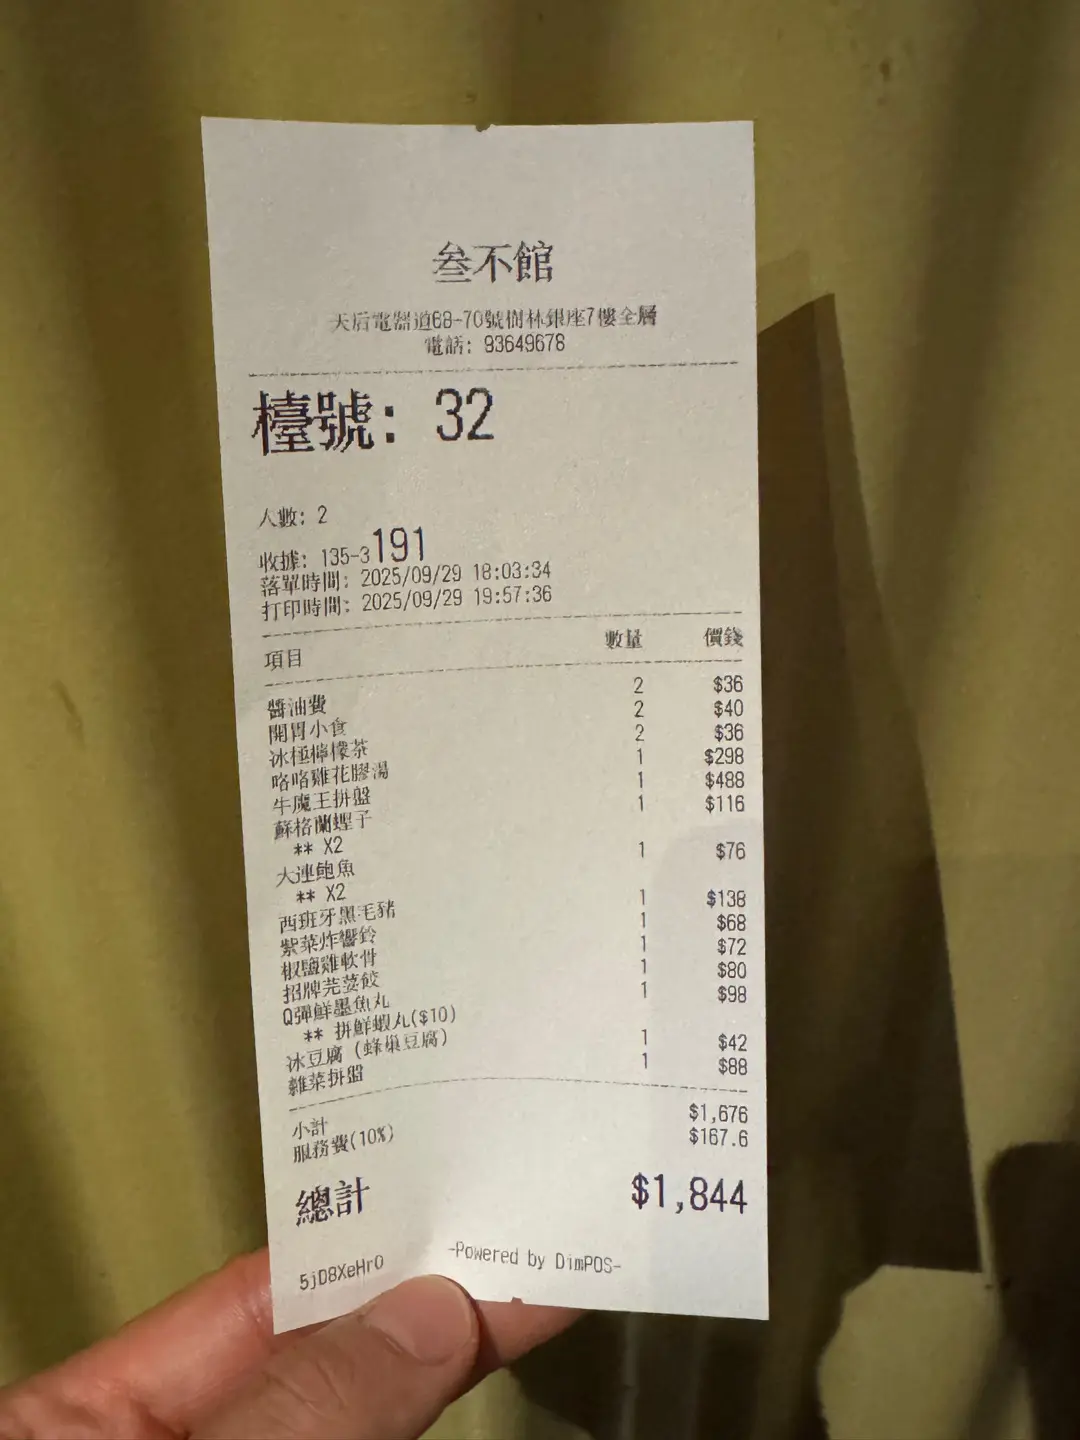 叁不館
天后電器道68-70號樹林銀座7樓全層
電話: 93649678
檯號: 32
人數: 2
收據: 135-3191
落單時間: 2025/09/29 18:03:34
打印時間: 2025/09/29 19:57:36
項目 數量 價錢
醬油費 2 $36
開胃小食 2 $40
冰極檸檬茶 2 $36
咯咯雞花膠湯 1 $298
牛魔王拼盤 1 $488
蘇格蘭蟶子 1 $116
** X2
大連鮑魚 1 $76
** X2
西班牙黑毛豬 1 $138
紫菜炸響鈴 1 $68
椒鹽雞軟骨 1 $72
招牌芫荽餃 1 $80
Q彈鮮墨魚丸 1 $98
** 拼鮮蝦丸($10)
冰豆腐 (蜂巢豆腐) 1 $42
雜菜拼盤 1 $88
小計 $1,676
服務費(10%) $167.6
總計 $1,844
5jD8XeHrO -Powered by DimPOS-